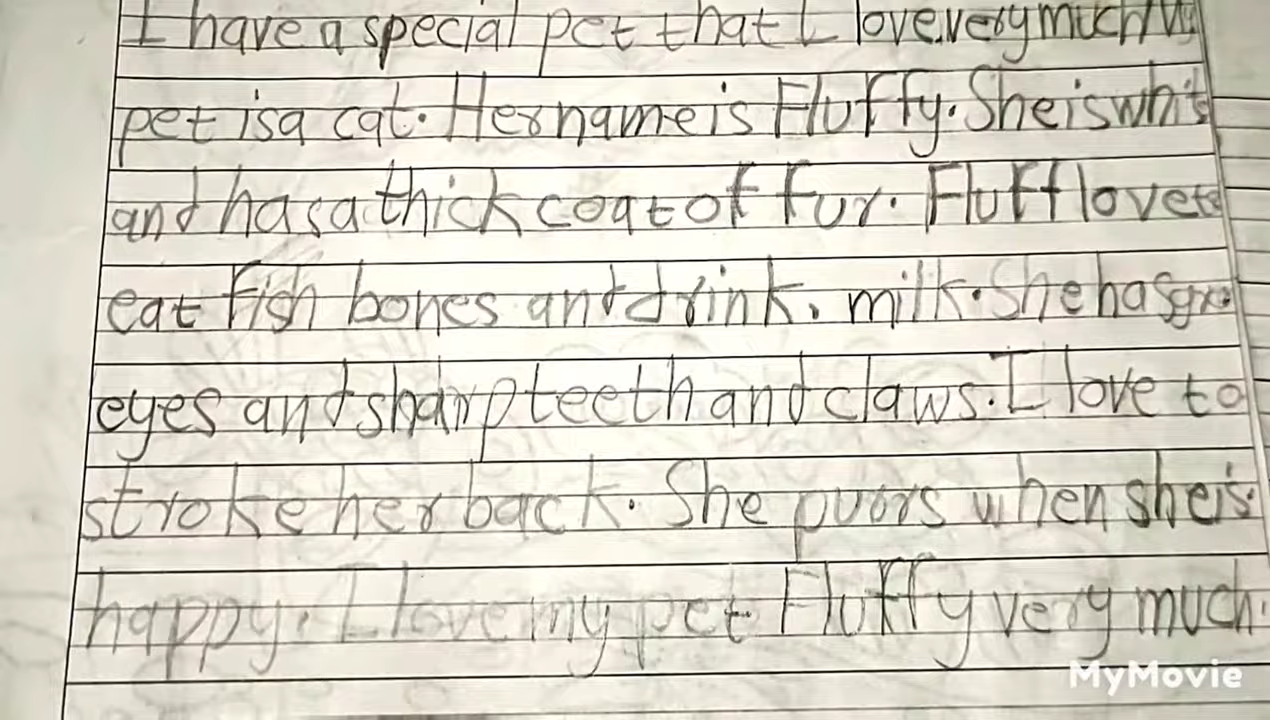 I have a special pet that I love very much My
pet is a cat. Her name is Fluffy. She is whit
and has a thick coat of fur. Fluff love to
eat fish bones and drink. milk. She has gre
eyes and sharp teeth and claws. I love to
stroke her back. She purrs when she is.
happy. I love my pet Fluffy very much.
MyMovie